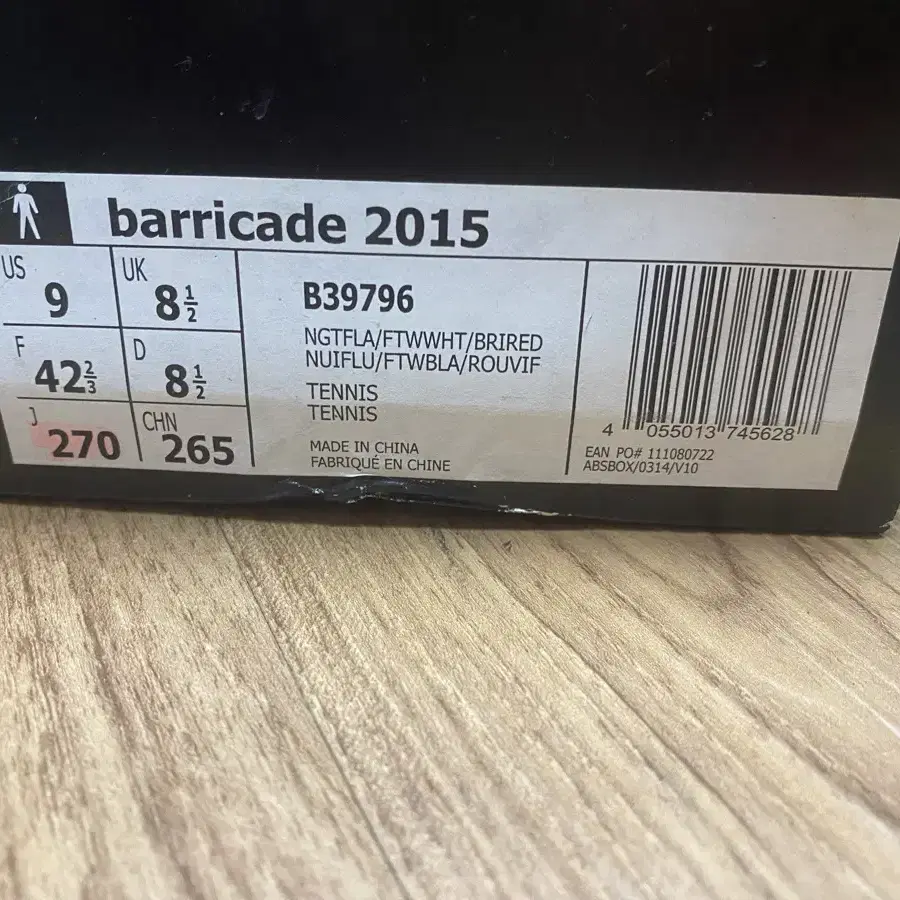 barricade 2015
US 9
UK 8 1/2
F 42 2/3
D 8 1/2
J 270
CHN 265
B39796
NGTFLA/FTWWHT/BRIRED
NUIFLU/FTWBLA/ROUVIF
TENNIS
TENNIS
MADE IN CHINA
FABRIQUÉ EN CHINE
4 055013 745628
EAN PO# 111080722
ABSBOX/0314/V10